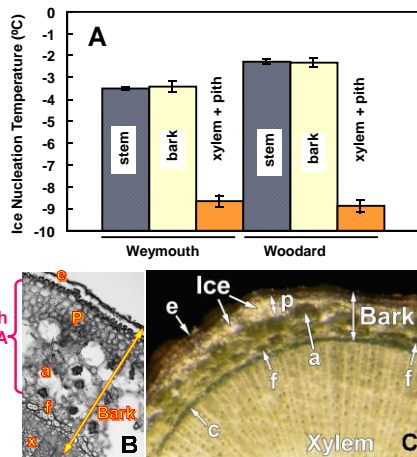 A
Ice Nucleation Temperature (ºC)
0
-1
-2
-3
-4
-5
-6
-7
-8
-9
-10
stem
bark
xylem + pith
stem
bark
xylem + pith
Weymouth
Woodard
e
P
h
A
a
f
x
Bark
B
Ice
e
p
Bark
a
f
f
c
Xylem
C